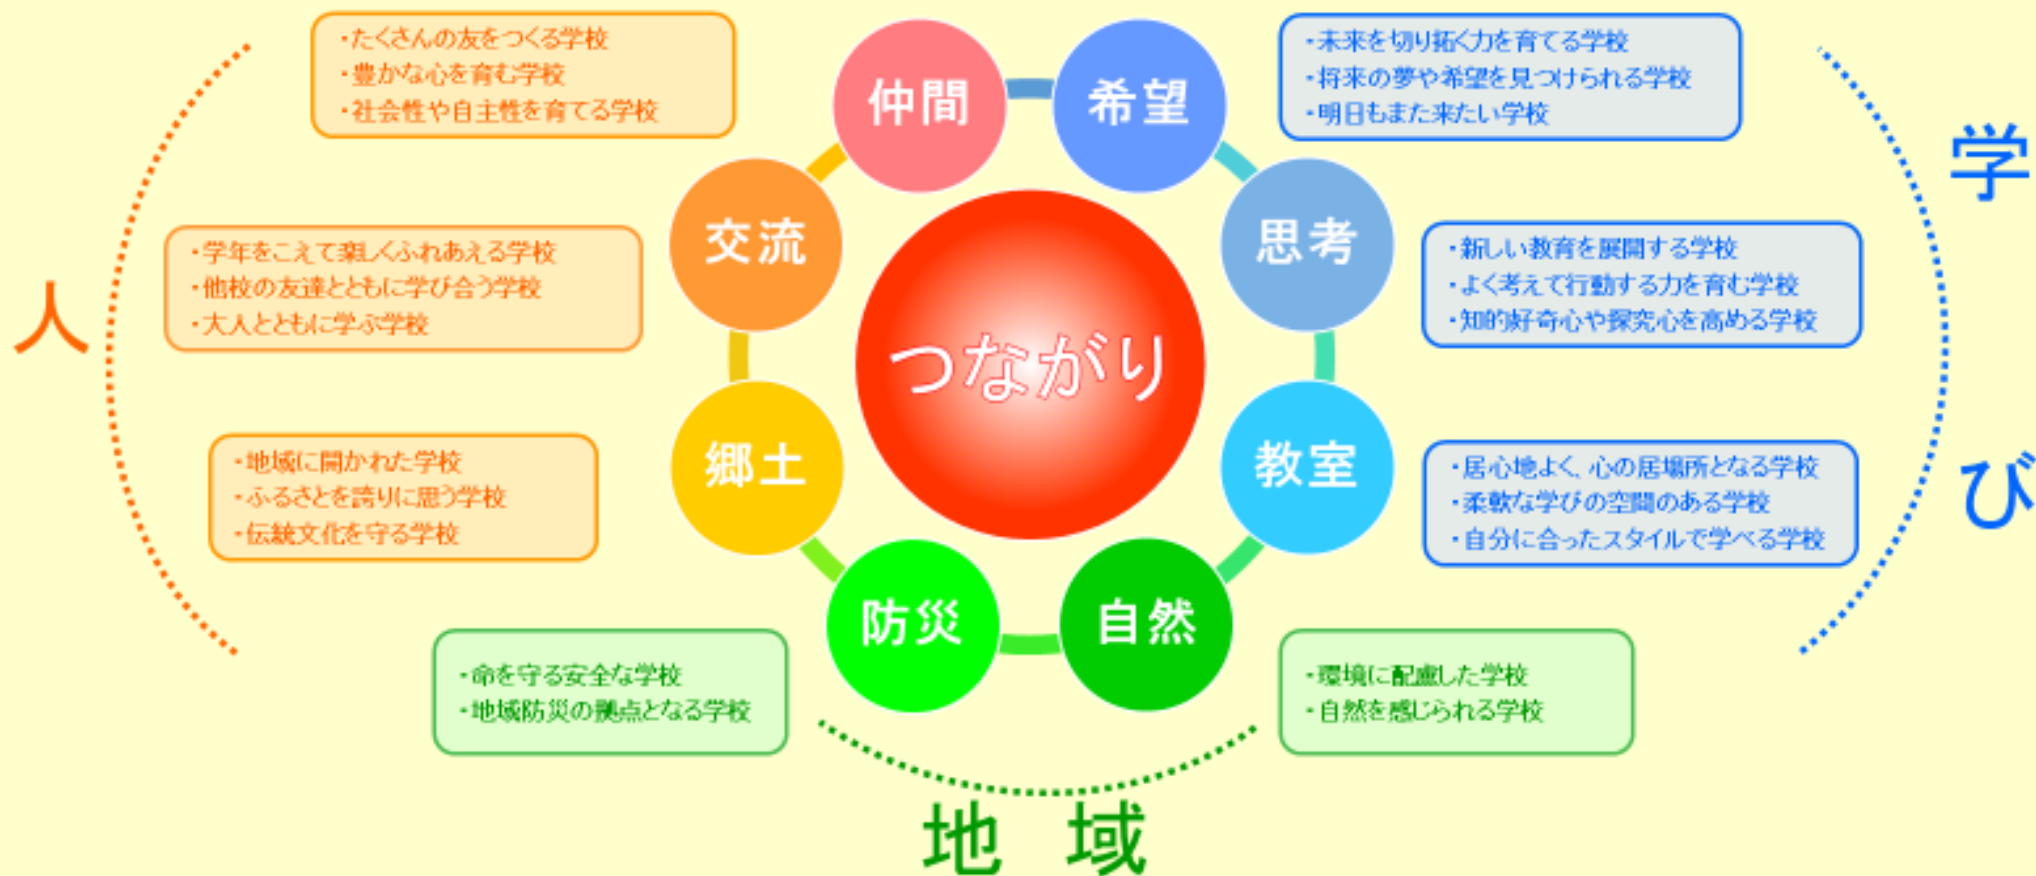 ・たくさんの友をつくる学校
・豊かな心を育む学校
・社会性や自主性を育てる学校
仲間
希望
・未来を切り拓く力を育てる学校
・将来の夢や希望を見つけられる学校
・明日もまた来たい学校
・学年をこえて楽しくふれあえる学校
・他校の友達とともに学び合う学校
・大人とともに学ぶ学校
交流
思考
・新しい教育を展開する学校
・よく考えて行動する力を育む学校
・知的好奇心や探究心を高める学校
人
つながり
学び
・地域に開かれた学校
・ふるさとを誇りに思う学校
・伝統文化を守る学校
郷土
教室
・居心地よく、心の居場所となる学校
・柔軟な学びの空間のある学校
・自分に合ったスタイルで学べる学校
防災
自然
・命を守る安全な学校
・地域防災の拠点となる学校
・環境に配慮した学校
・自然を感じられる学校
地域